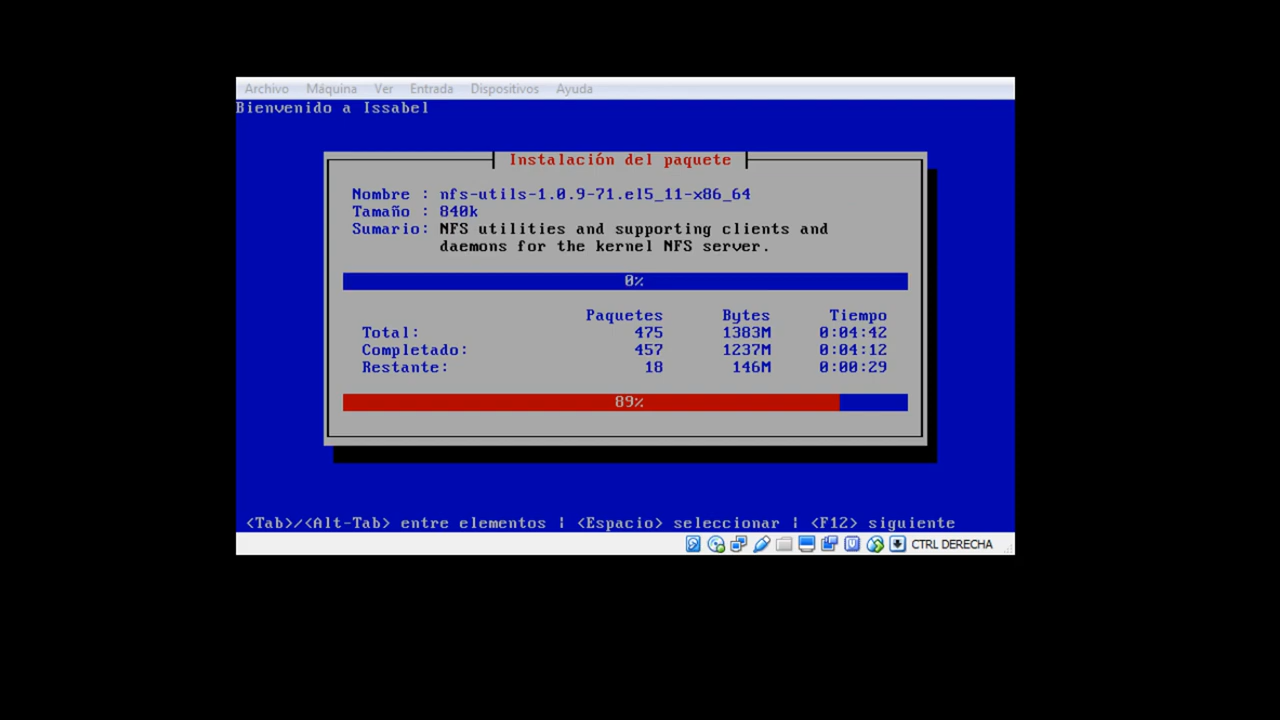 Archivo Máquina Ver Entrada Dispositivos Ayuda
Bienvenido a Issabel
Instalación del paquete
Nombre : nfs-utils-1.0.9-71.el5_11-x86_64
Tamaño : 840k
Sumario: NFS utilities and supporting clients and
daemons for the kernel NFS server.
0%
Paquetes Bytes Tiempo
Total: 475 1383M 0:04:42
Completado: 457 1237M 0:04:12
Restante: 18 146M 0:00:29
89%
<Tab>/<Alt-Tab> entre elementos | <Espacio> seleccionar | <F12> siguiente
CTRL DERECHA